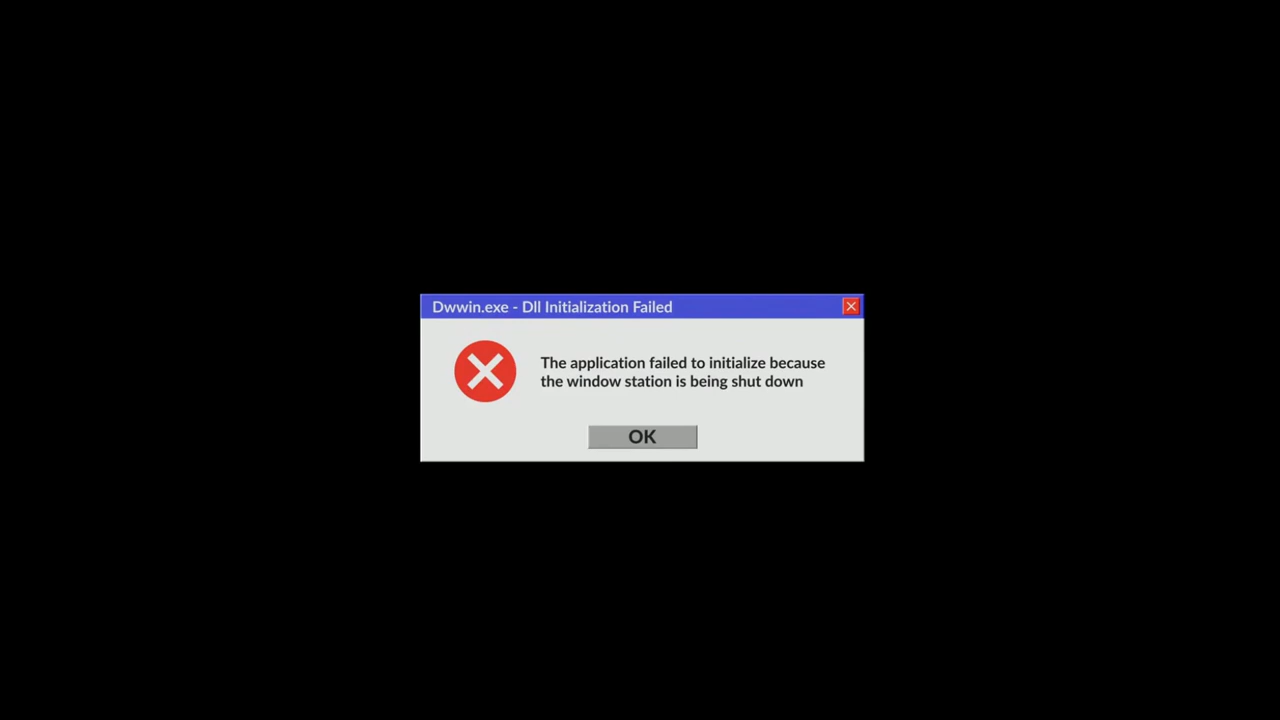 Dwwin.exe - Dll Initialization Failed
The application failed to initialize because
the window station is being shut down
OK